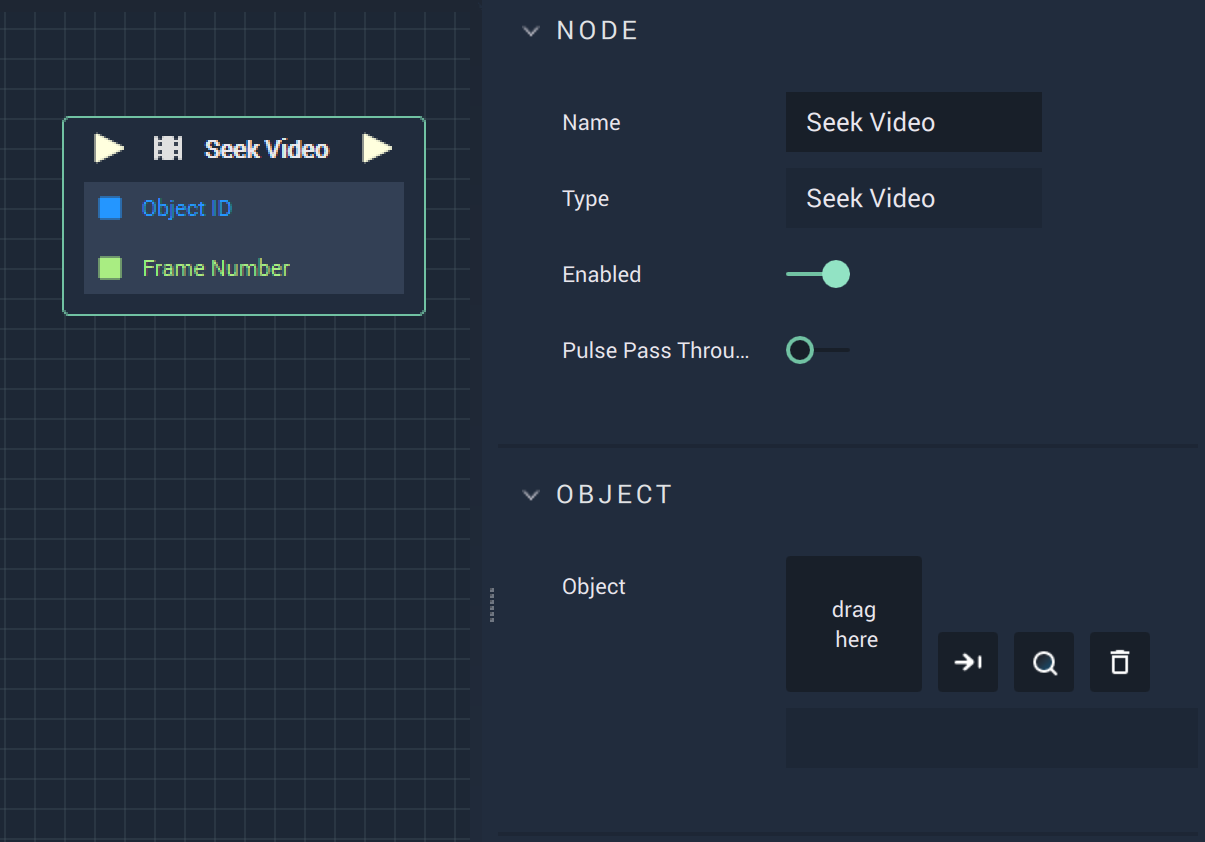 Seek Video
Object ID
Frame Number
NODE
Name
Seek Video
Type
Seek Video
Enabled
Pulse Pass Throu...
OBJECT
Object
drag
here